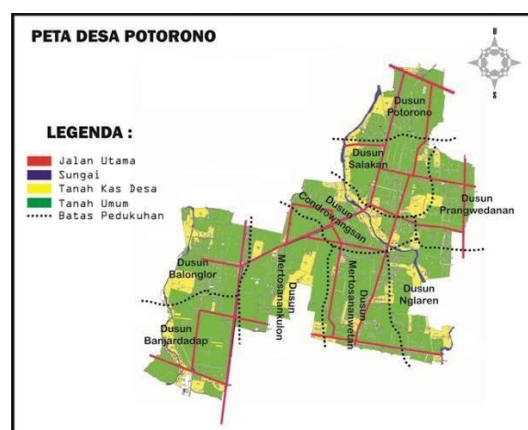 PETA DESA POTORONO
U
S
LEGENDA :
Jalan Utama
Sungai
Tanah Kas Desa
Tanah Umum
Batas Pedukuhan
Dusun
Potorono
Dusun
Salakan
Dusun
Prangwedanan
Dusun
Condrowangsan
Dusun
Balonglor
Dusun
Mertosanankulon
Dusun
Mertosananwetan
Dusun
Nglaren
Dusun
Banjardadap